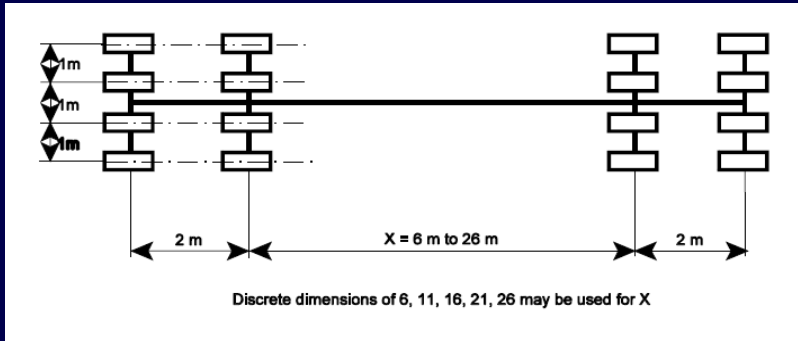 1m
1m
1m
2 m
X = 6 m to 26 m
2 m
Discrete dimensions of 6, 11, 16, 21, 26 may be used for X